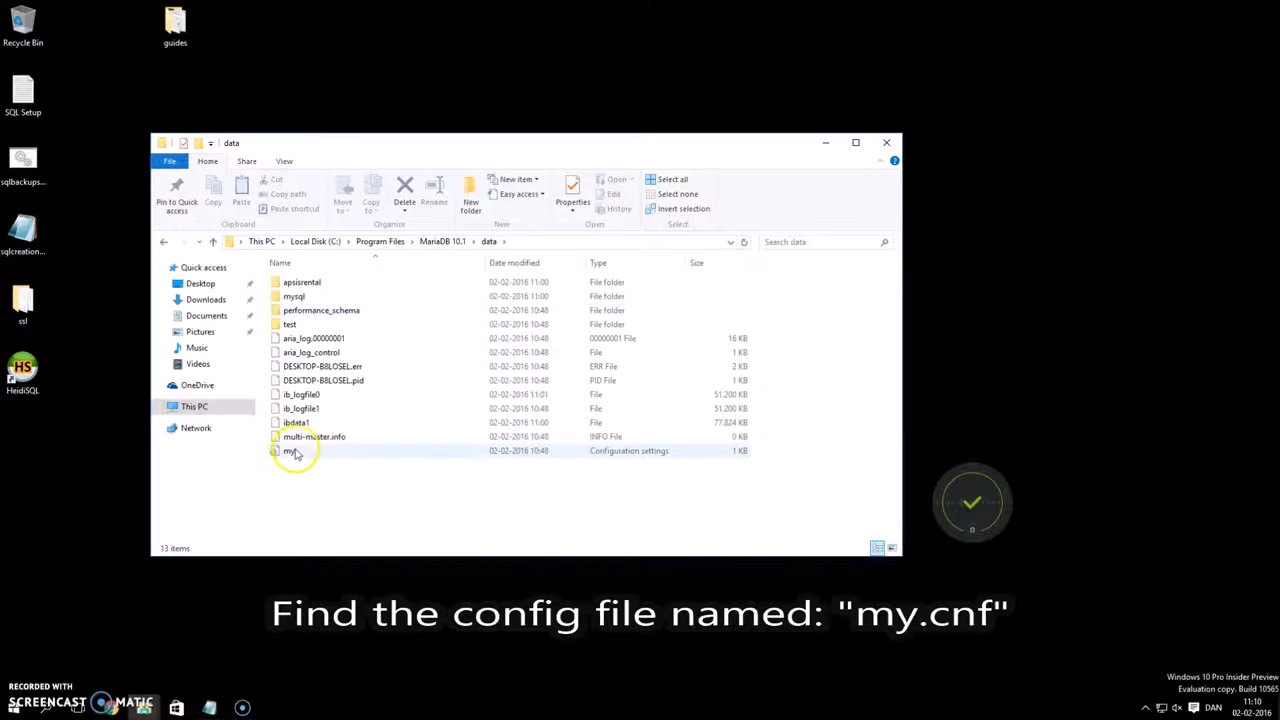 Recycle Bin
guides
SQL Setup
sqlbackups...
sqlcreation...
ssl
HeidiSQL
data
File Home Share View
Pin to Quick access
Copy
Paste
Cut
Copy path
Paste shortcut
Clipboard
Move to
Copy to
Delete
Rename
Organize
New folder
New item
Easy access
New
Properties
Open
Edit
History
Open
Select all
Select none
Invert selection
Select
This PC > Local Disk (C:) > Program Files > MariaDB 10.1 > data >
Search data
Quick access
Desktop
Downloads
Documents
Pictures
Music
Videos
OneDrive
This PC
Network
Name Date modified Type Size
apsisrental 02-02-2016 11:00 File folder
mysql 02-02-2016 11:00 File folder
performance_schema 02-02-2016 10:48 File folder
test 02-02-2016 10:48 File folder
aria_log.00000001 02-02-2016 10:48 00000001 File 16 KB
aria_log_control 02-02-2016 10:48 File 1 KB
DESKTOP-B8LOSEL.err 02-02-2016 10:48 ERR File 2 KB
DESKTOP-B8LOSEL.pid 02-02-2016 10:48 PID File 1 KB
ib_logfile0 02-02-2016 11:01 File 51.200 KB
ib_logfile1 02-02-2016 10:48 File 51.200 KB
ibdata1 02-02-2016 11:00 File 77.824 KB
multi-master.info 02-02-2016 10:48 INFO File 0 KB
my 02-02-2016 10:48 Configuration settings 1 KB
13 items
0
Find the config file named: "my.cnf"
RECORDED WITH
SCREENCAST MATIC
Windows 10 Pro Insider Preview
Evaluation copy. Build 10565
DAN
11:10
02-02-2016